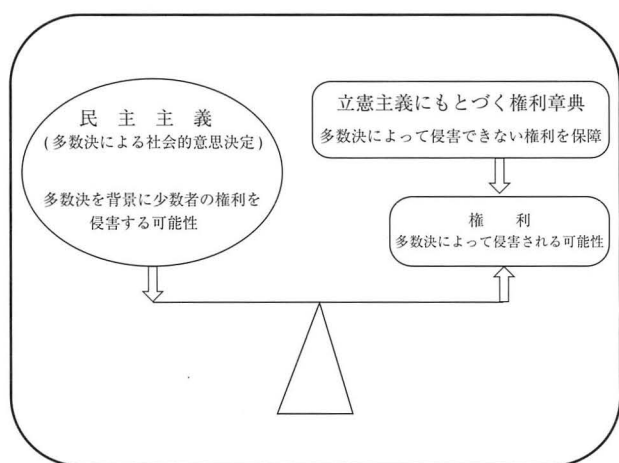 民主主義
(多数決による社会的意思決定)
多数決を背景に少数者の権利を
侵害する可能性
立憲主義にもとづく権利章典
多数決によって侵害できない権利を保障
権利
多数決によって侵害される可能性